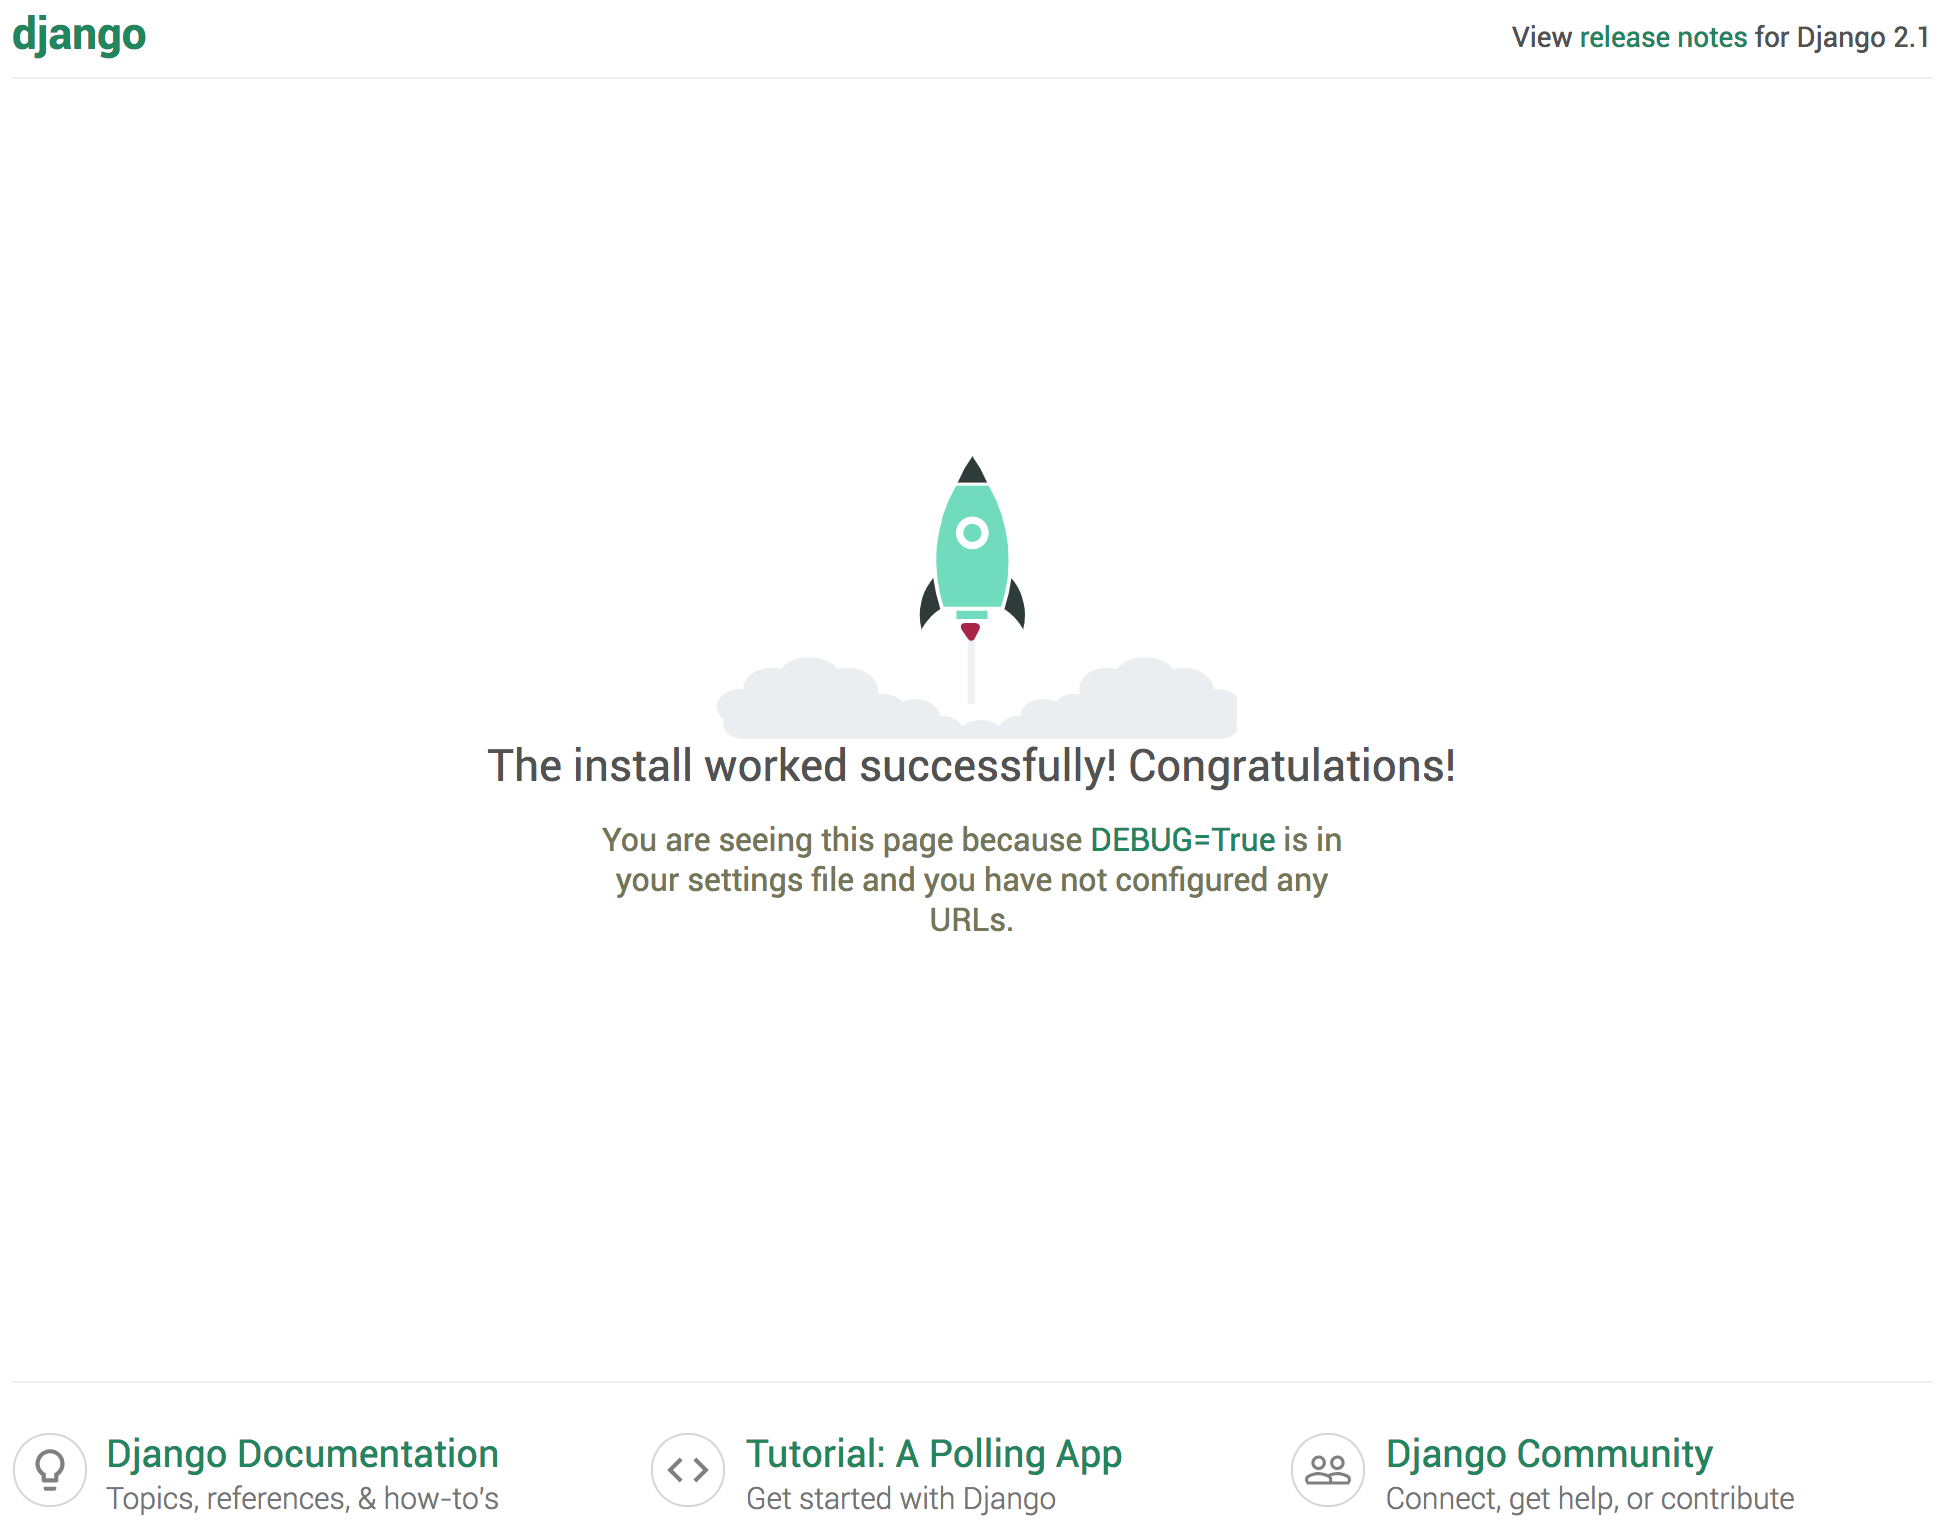 django
View release notes for Django 2.1
The install worked successfully! Congratulations!
You are seeing this page because DEBUG=True is in
your settings file and you have not configured any
URLs.
Django Documentation
Topics, references, & how-to's
Tutorial: A Polling App
Get started with Django
Django Community
Connect, get help, or contribute